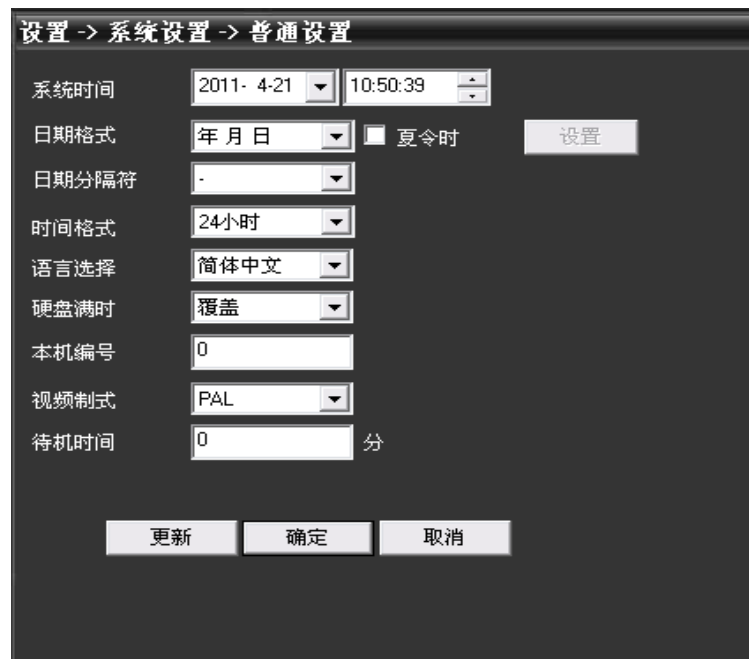 设置 -> 系统设置 -> 普通设置
系统时间 2011- 4-21 10:50:39
日期格式 年 月 日 夏令时 设置
日期分隔符 -
时间格式 24小时
语言选择 简体中文
硬盘满时 覆盖
本机编号 0
视频制式 PAL
待机时间 0 分
更新 确定 取消